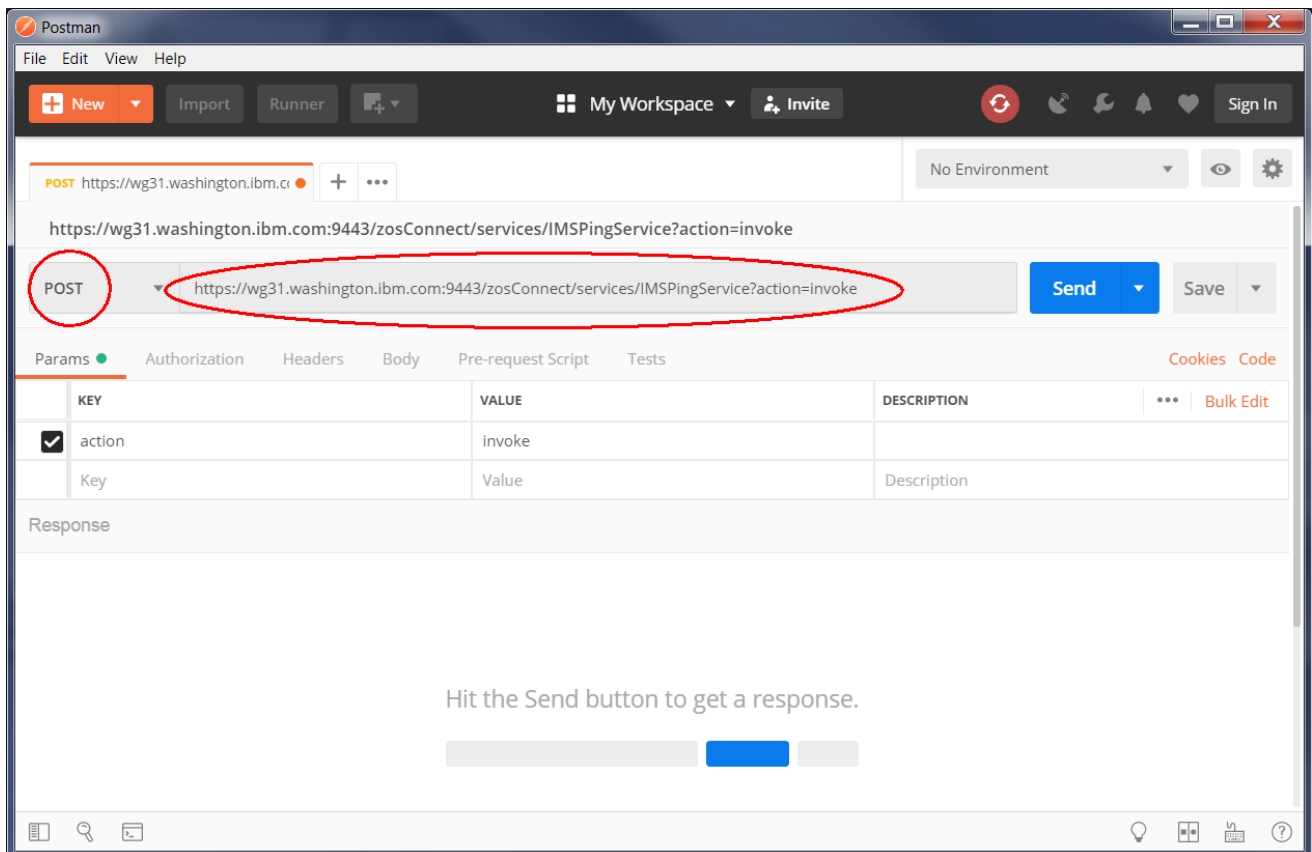 Postman
File Edit View Help
New Import Runner My Workspace Invite Sign In
POST https://wg31.washington.ibm.c No Environment
https://wg31.washington.ibm.com:9443/zosConnect/services/IMSPingService?action=invoke
POST https://wg31.washington.ibm.com:9443/zosConnect/services/IMSPingService?action=invoke Send Save
Params Authorization Headers Body Pre-request Script Tests Cookies Code
KEY VALUE DESCRIPTION Bulk Edit
action invoke
Key Value Description
Response
Hit the Send button to get a response.